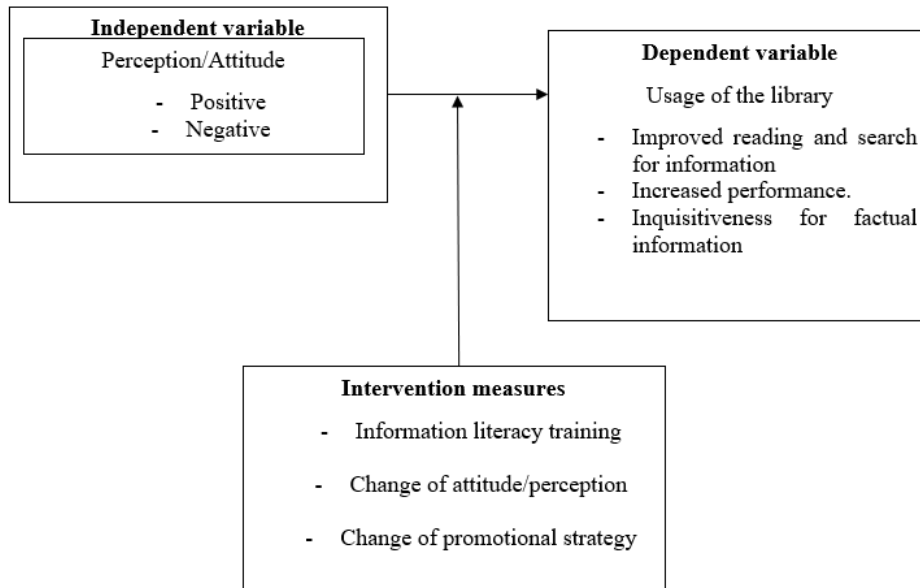 Independent variable
Perception/Attitude
- Positive
- Negative
Dependent variable
Usage of the library
- Improved reading and search
for information
- Increased performance.
- Inquisitiveness for factual
information
Intervention measures
- Information literacy training
- Change of attitude/perception
- Change of promotional strategy